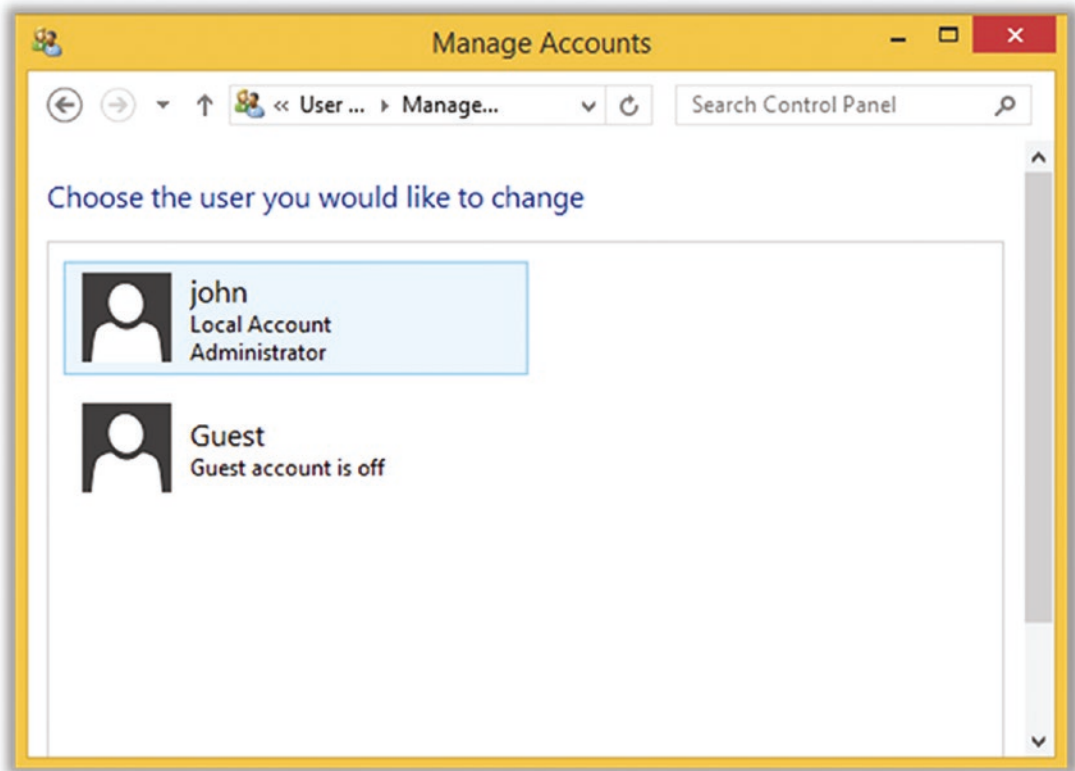 Manage Accounts
« User ... Manage...
Search Control Panel
Choose the user you would like to change
john
Local Account
Administrator
Guest
Guest account is off